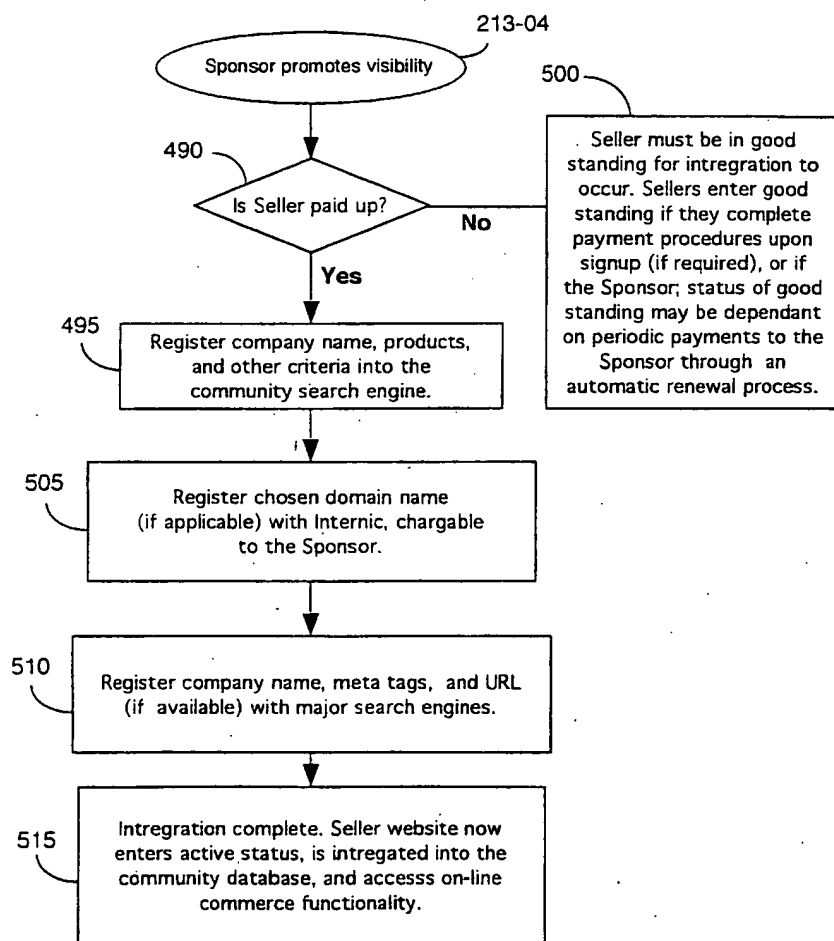 213-04
Sponsor promotes visibility
500
Seller must be in good
standing for intregration to
occur. Sellers enter good
standing if they complete
payment procedures upon
signup (if required), or if
the Sponsor; status of good
standing may be dependant
on periodic payments to the
Sponsor through an
automatic renewal process.
490
Is Seller paid up?
No
Yes
495
Register company name, products,
and other criteria into the
community search engine.
505
Register chosen domain name
(if applicable) with Internic, chargable
to the Sponsor.
510
Register company name, meta tags, and URL
(if available) with major search engines.
515
Intregration complete. Seller website now
enters active status, is intregated into the
community database, and accesss on-line
commerce functionality.